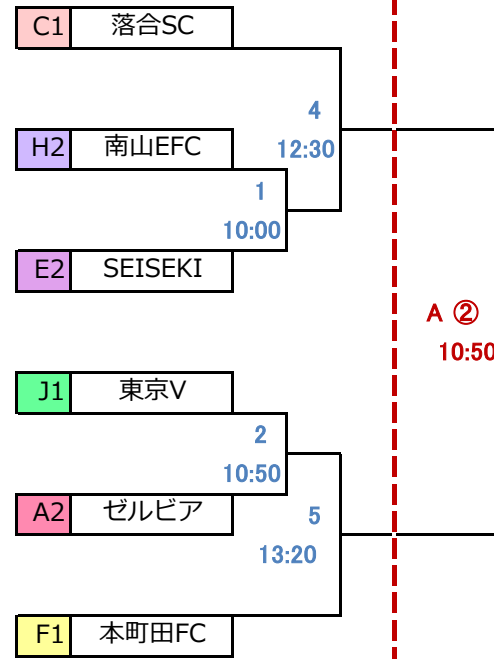 C1 落合SC
4
12:30
H2 南山EFC
1
10:00
E2 SEISEKI
A ②
10:50
J1 東京V
2
10:50
A2 ゼルビア
5
13:20
F1 本町田FC